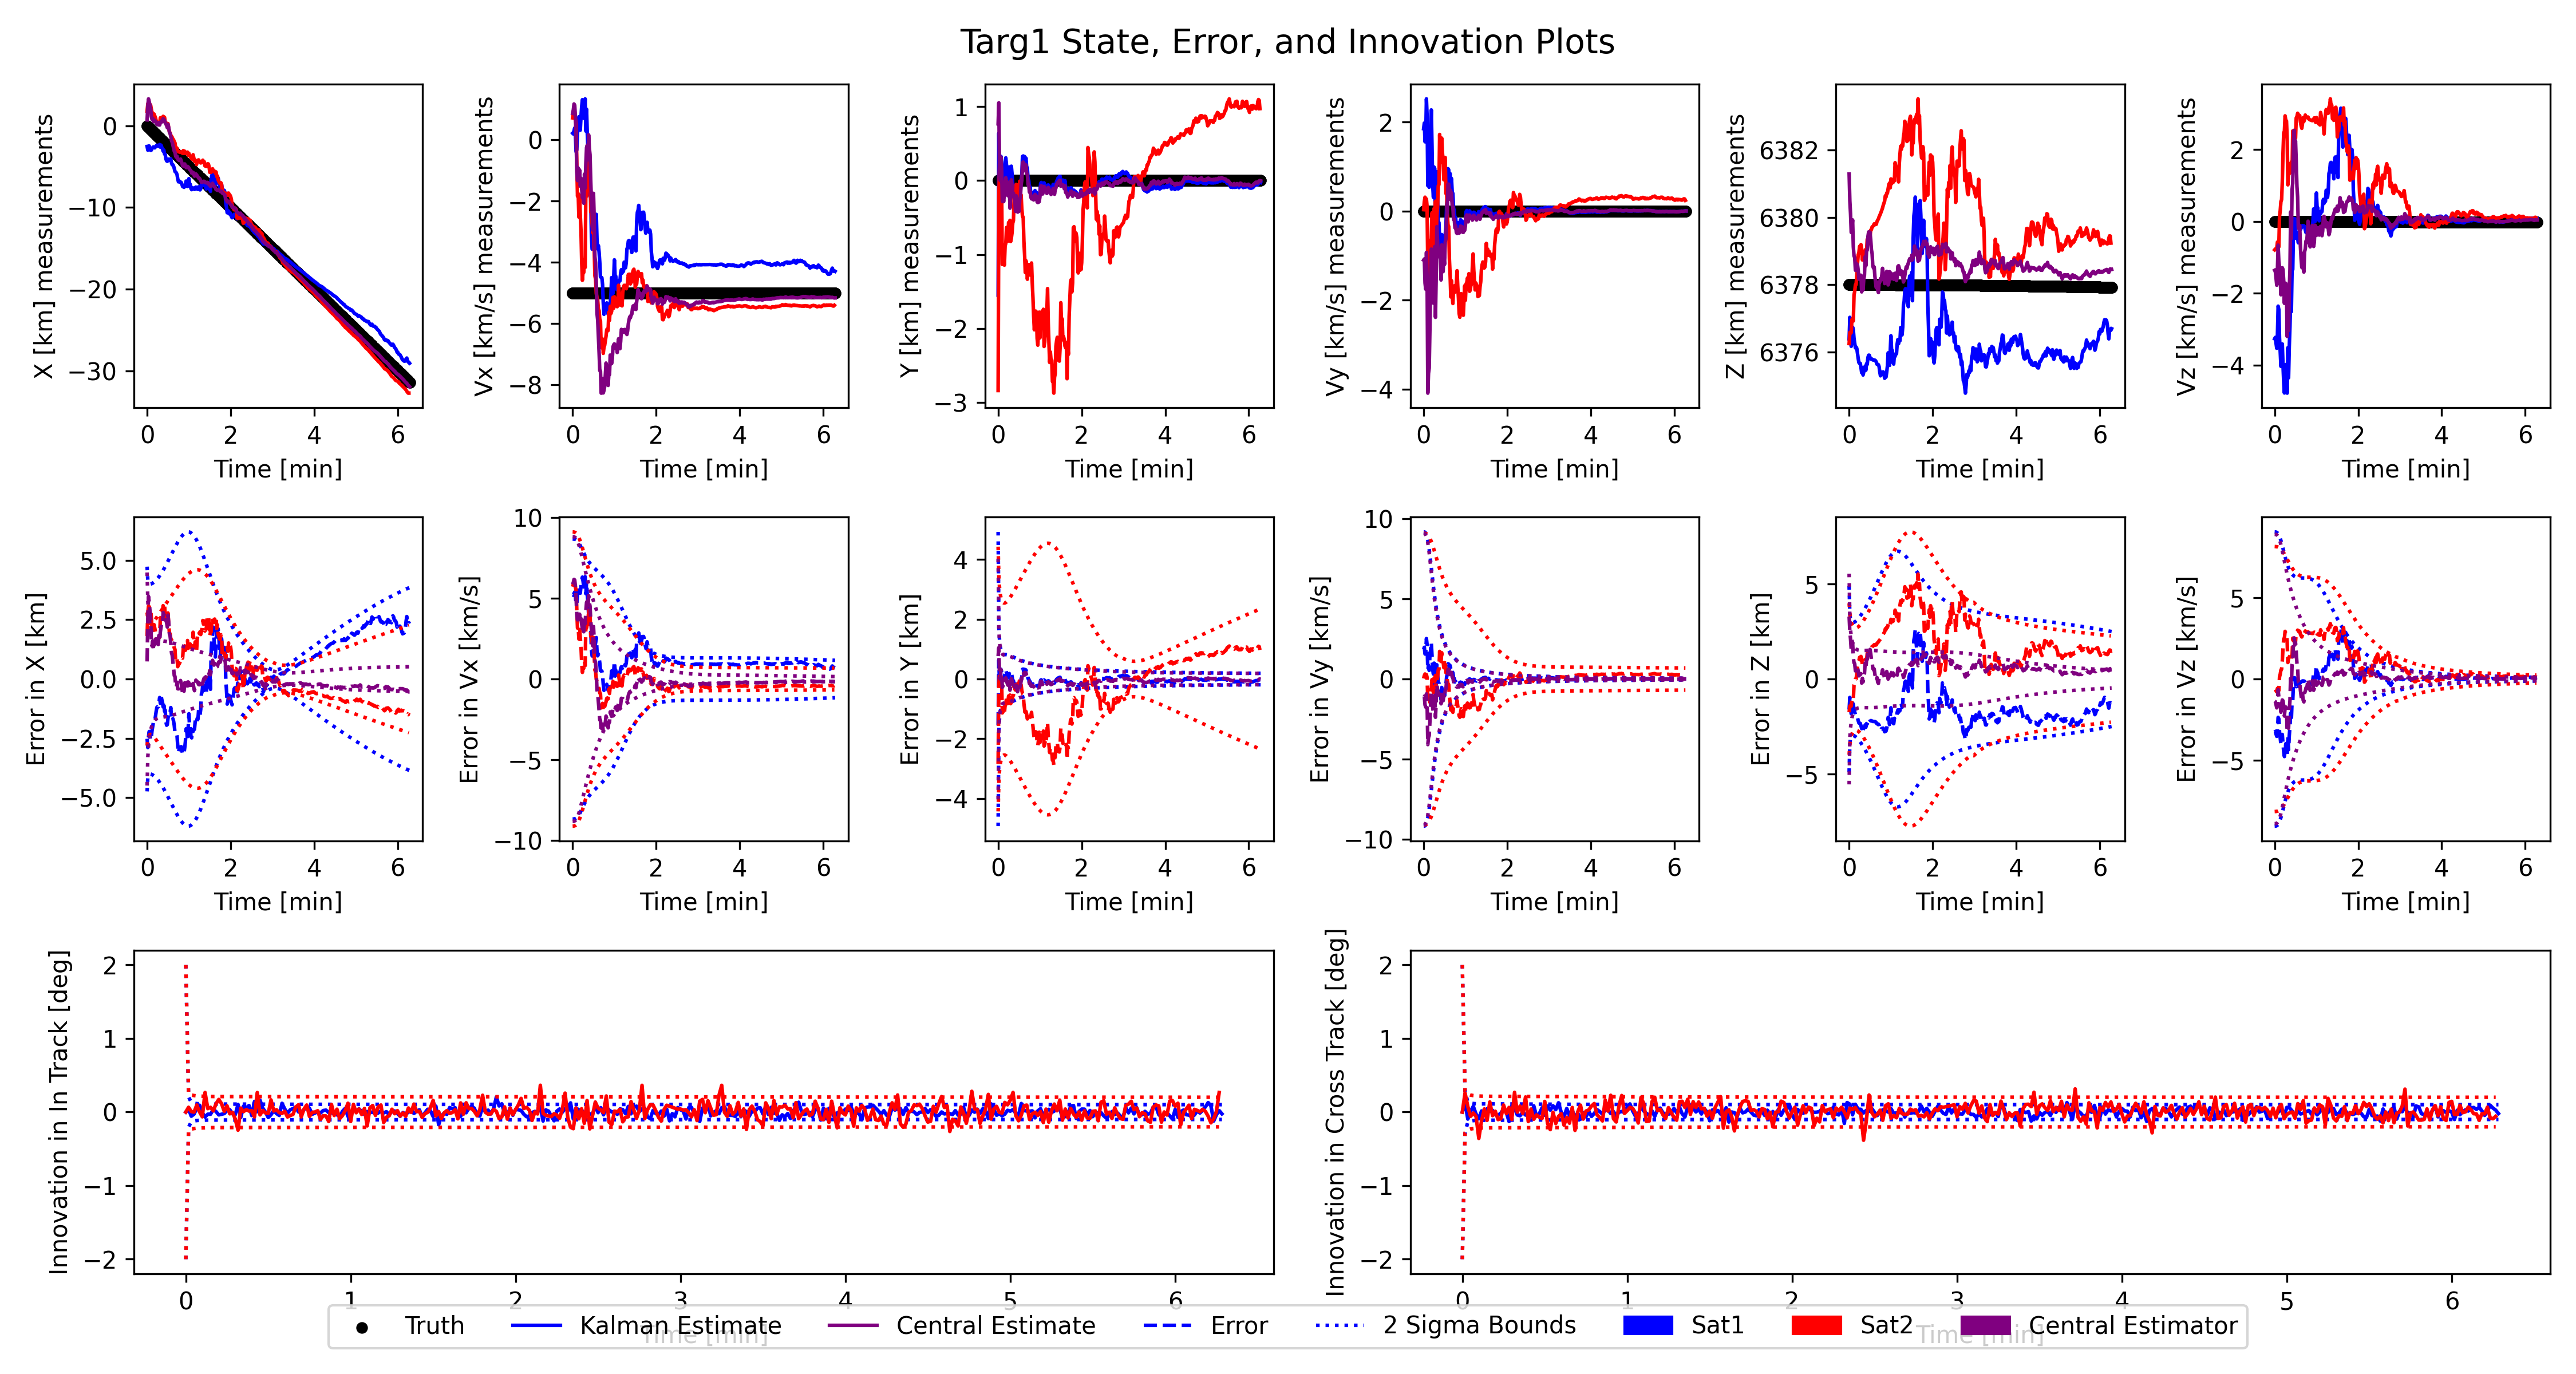 Targ1 State, Error, and Innovation Plots
X [km] measurements
0
−10
−20
−30
0 2 4 6
Time [min]
Vx [km/s] measurements
0
−2
−4
−6
−8
0 2 4 6
Time [min]
Y [km] measurements
1
0
−1
−2
−3
0 2 4 6
Time [min]
Vy [km/s] measurements
2
0
−2
−4
0 2 4 6
Time [min]
Z [km] measurements
6382
6380
6378
6376
0 2 4 6
Time [min]
Vz [km/s] measurements
2
0
−2
−4
0 2 4 6
Time [min]
Error in X [km]
5.0
2.5
0.0
−2.5
−5.0
0 2 4 6
Time [min]
Error in Vx [km/s]
10
5
0
−5
−10
0 2 4 6
Time [min]
Error in Y [km]
4
2
0
−2
−4
0 2 4 6
Time [min]
Error in Vy [km/s]
10
5
0
−5
−10
0 2 4 6
Time [min]
Error in Z [km]
5
0
−5
0 2 4 6
Time [min]
Error in Vz [km/s]
5
0
−5
0 2 4 6
Time [min]
Innovation in In Track [deg]
2
1
0
−1
−2
0 1 2 3 4 5 6
Time [min]
Innovation in Cross Track [deg]
2
1
0
−1
−2
0 1 2 3 4 5 6
Time [min]
Truth Kalman Estimate Central Estimate Error 2 Sigma Bounds Sat1 Sat2 Central Estimator